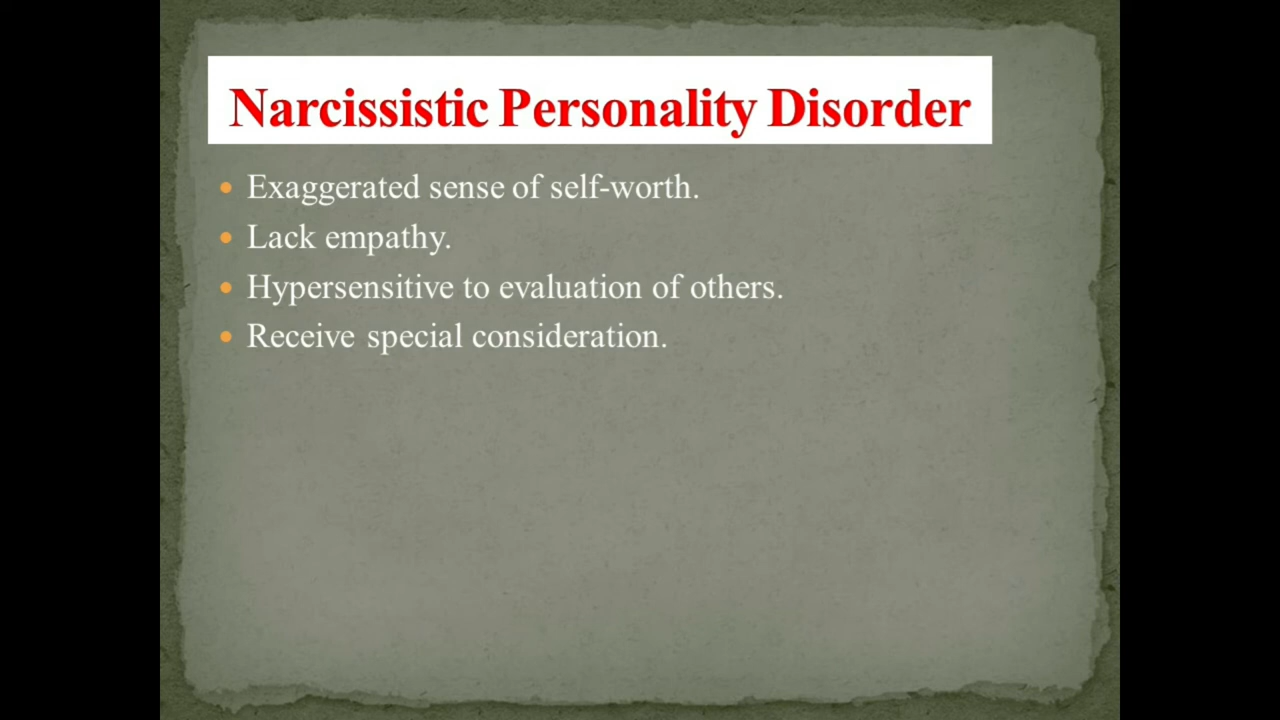 Narcissistic Personality Disorder
• Exaggerated sense of self-worth.
• Lack empathy.
• Hypersensitive to evaluation of others.
• Receive special consideration.